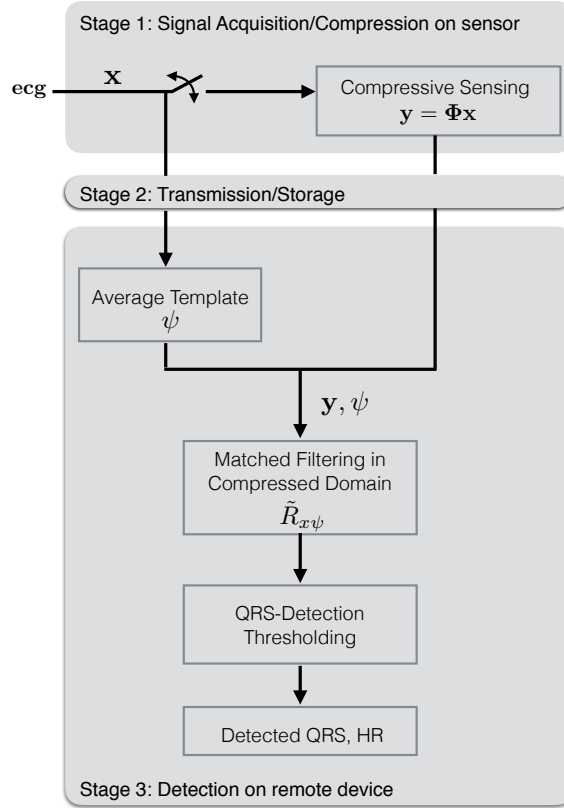 Stage 1: Signal Acquisition/Compression on sensor
ecg
x
Compressive Sensing
y = Φx
Stage 2: Transmission/Storage
Average Template
ψ
y, ψ
Matched Filtering in
Compressed Domain
R̃xψ
QRS-Detection
Thresholding
Detected QRS, HR
Stage 3: Detection on remote device